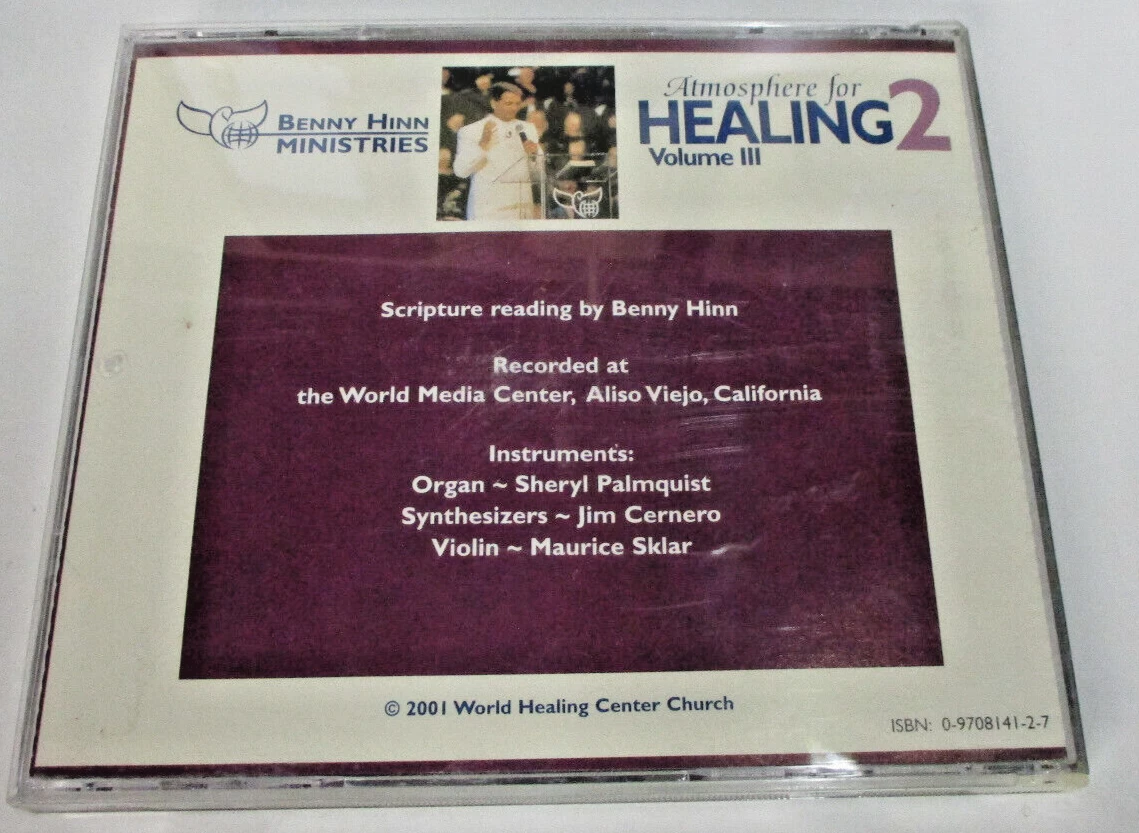 BENNY HINN
MINISTRIES
Atmosphere for
HEALING 2
Volume III
Scripture reading by Benny Hinn
Recorded at
the World Media Center, Aliso Viejo, California
Instruments:
Organ ~ Sheryl Palmquist
Synthesizers ~ Jim Cernero
Violin ~ Maurice Sklar
© 2001 World Healing Center Church
ISBN: 0-9708141-2-7